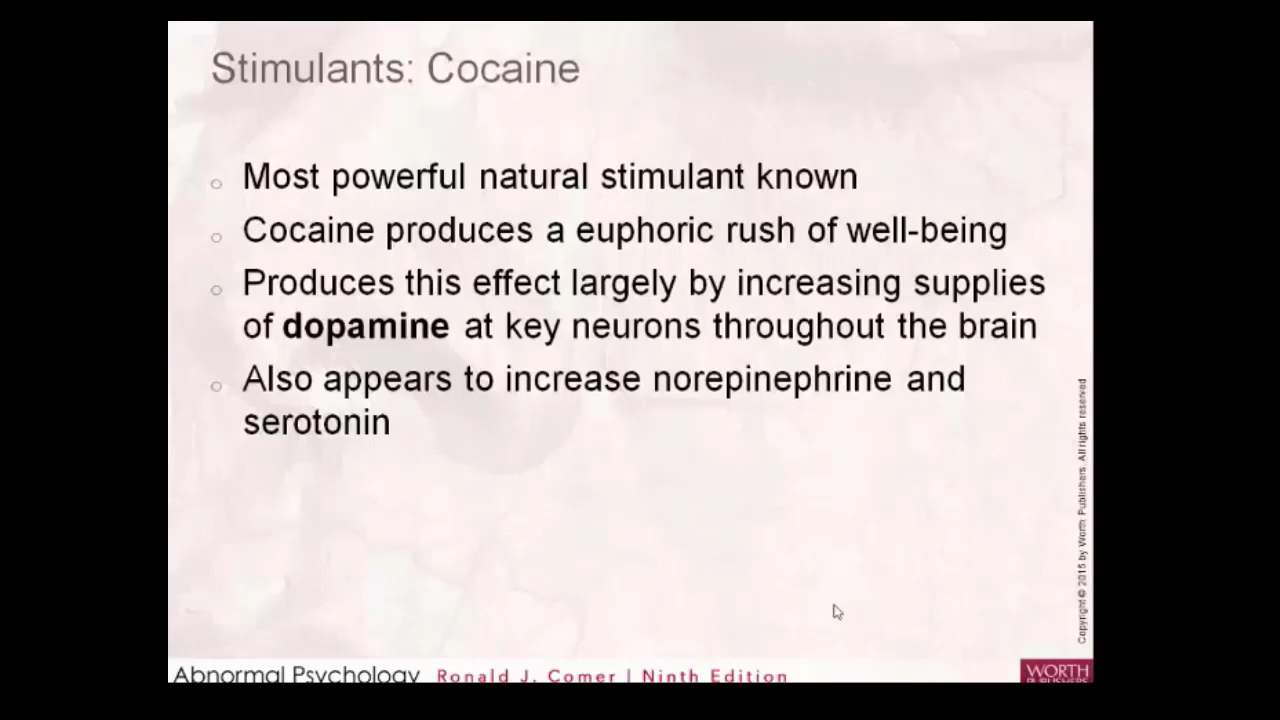 Stimulants: Cocaine
Most powerful natural stimulant known
Cocaine produces a euphoric rush of well-being
Produces this effect largely by increasing supplies
of dopamine at key neurons throughout the brain
Also appears to increase norepinephrine and
serotonin
Copyright © 2015 by Worth Publishers. All rights reserved
Abnormal Psychology Ronald J. Comer | Ninth Edition
WORTH
PUBLISHERS